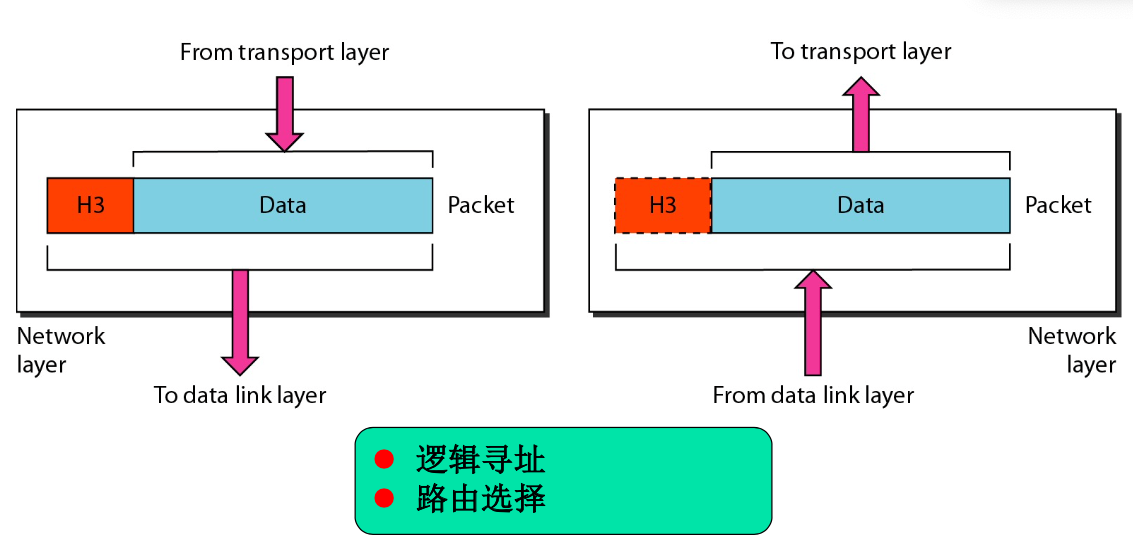 From transport layer
To transport layer
H3
Data
Packet
H3
Data
Packet
Network
layer
Network
layer
To data link layer
From data link layer
逻辑寻址
路由选择